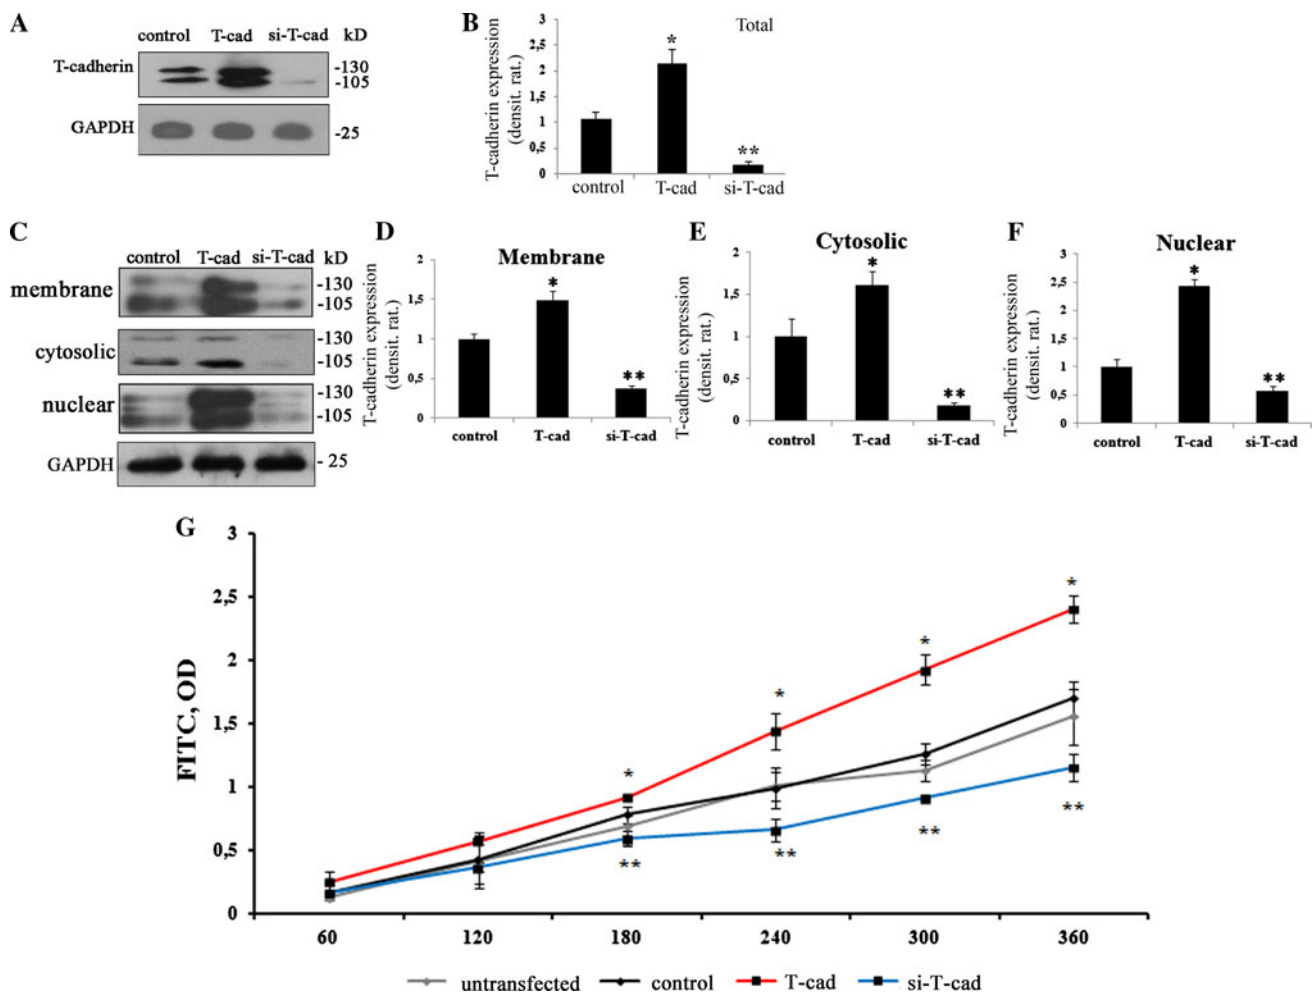 A
control T-cad si-T-cad kD
T-cadherin
-130
-105
GAPDH
-25
B
Total
T-cadherin expression
(densit. rat.)
3
2,5
2
1,5
1
0,5
0
*
**
control T-cad si-T-cad
C
control T-cad si-T-cad kD
membrane
-130
-105
cytosolic
-130
-105
nuclear
-130
-105
GAPDH
- 25
D
Membrane
T-cadherin expression
(densit. rat.)
2
1,5
1
0,5
0
*
**
control T-cad si-T-cad
E
Cytosolic
T-cadherin expression
(densit. rat.)
2
1,5
1
0,5
0
*
**
control T-cad si-T-cad
F
Nuclear
T-cadherin expression
(densit. rat.)
3
2,5
2
1,5
1
0,5
0
*
**
control T-cad si-T-cad
G
FITC, OD
3
2,5
2
1,5
1
0,5
0
* * * *
** ** ** **
60 120 180 240 300 360
untransfected control T-cad si-T-cad